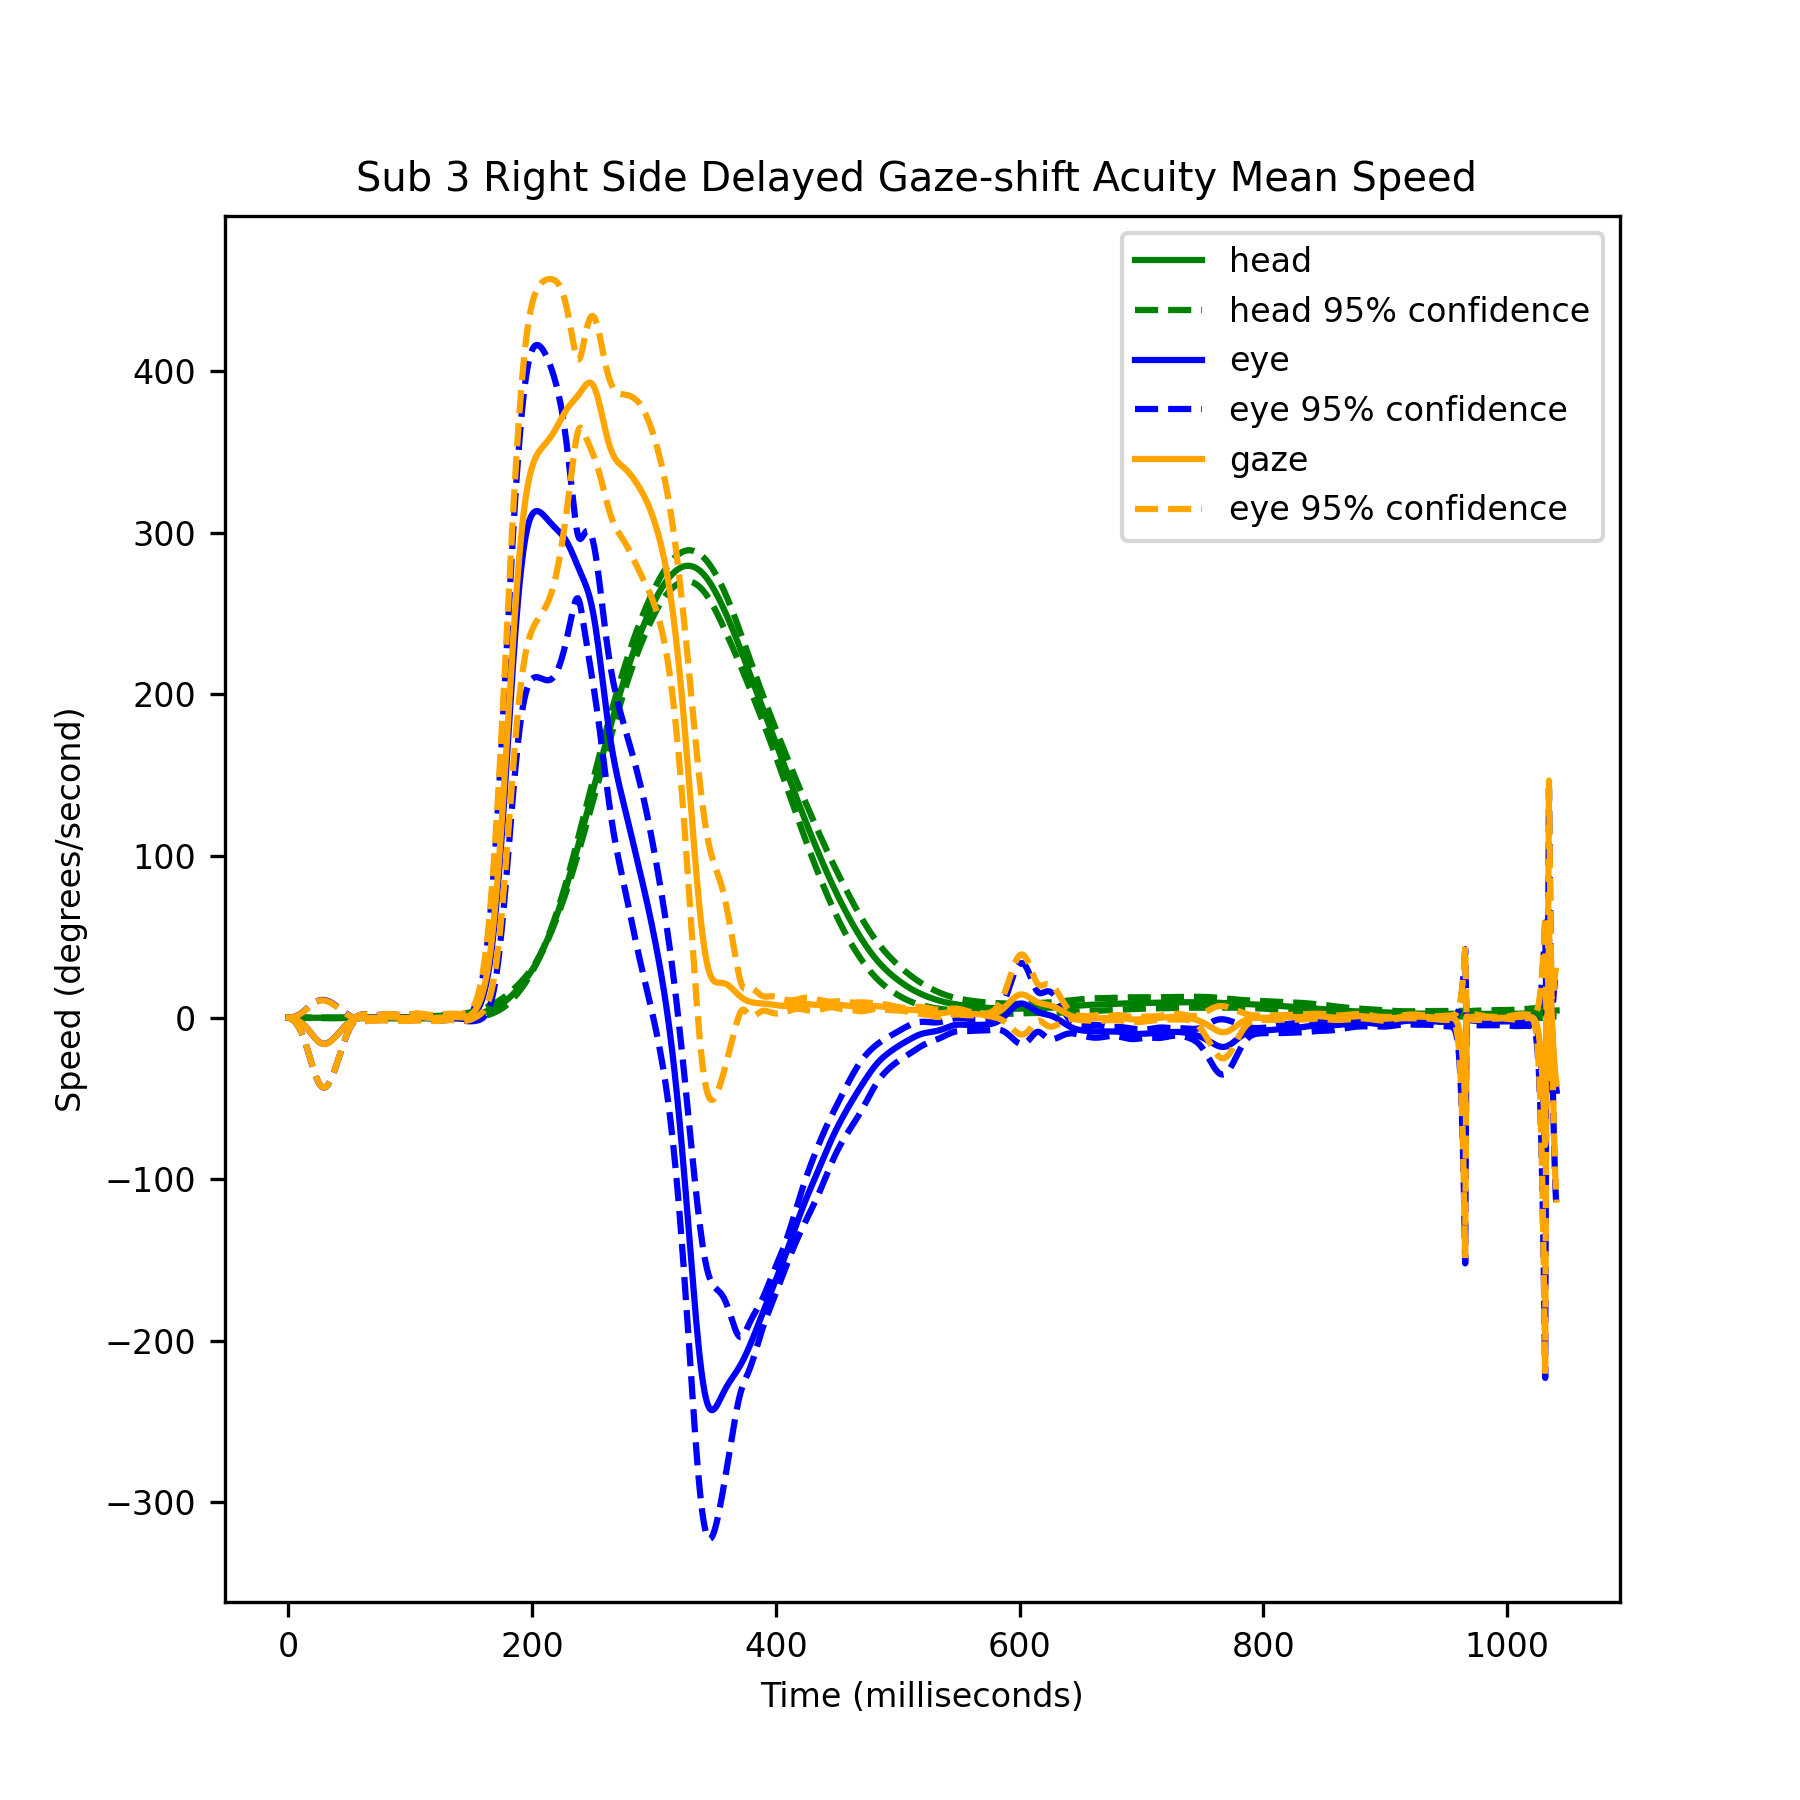 Sub 3 Right Side Delayed Gaze-shift Acuity Mean Speed
head
head 95% confidence
eye
eye 95% confidence
gaze
eye 95% confidence
400
300
200
100
0
−100
−200
−300
Speed (degrees/second)
0 200 400 600 800 1000
Time (milliseconds)